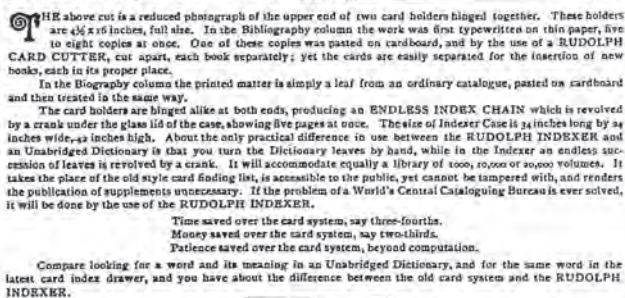 THE above cut is a reduced photograph of the upper end of two card holders hinged together. These holders
are 4½ x 16 inches, full size. In the Bibliography column the work was first typewritten on thin paper, five
to eight copies at once. One of these copies was pasted on cardboard, and by the use of a RUDOLPH
CARD CUTTER, cut apart, each book separately; yet the cards are easily separated for the insertion of new
books, each in its proper place.
In the Biography column the printed matter is simply a leaf from an ordinary catalogue, pasted on cardboard
and then treated in the same way.
The card holders are hinged alike at both ends, producing an ENDLESS INDEX CHAIN which is revolved
by a crank under the glass lid of the case, showing five pages at once. The size of Indexer Case is 34 inches long by 24
inches wide, 42 inches high. About the only practical difference in use between the RUDOLPH INDEXER and
an Unabridged Dictionary is that you turn the Dictionary leaves by hand, while in the Indexer an endless suc-
cession of leaves is revolved by a crank. It will accommodate equally a library of 1000, 10,000 or 20,000 volumes. It
takes the place of the old style card finding list, is accessible to the public, yet cannot be tampered with, and renders
the publication of supplements unnecessary. If the problem of a World's Central Cataloguing Bureau is ever solved,
it will be done by the use of the RUDOLPH INDEXER.
Time saved over the card system, say three-fourths.
Money saved over the card system, say two-thirds.
Patience saved over the card system, beyond computation.
Compare looking for a word and its meaning in an Unabridged Dictionary, and for the same word in the
latest card index drawer, and you have about the difference between the old card system and the RUDOLPH
INDEXER.